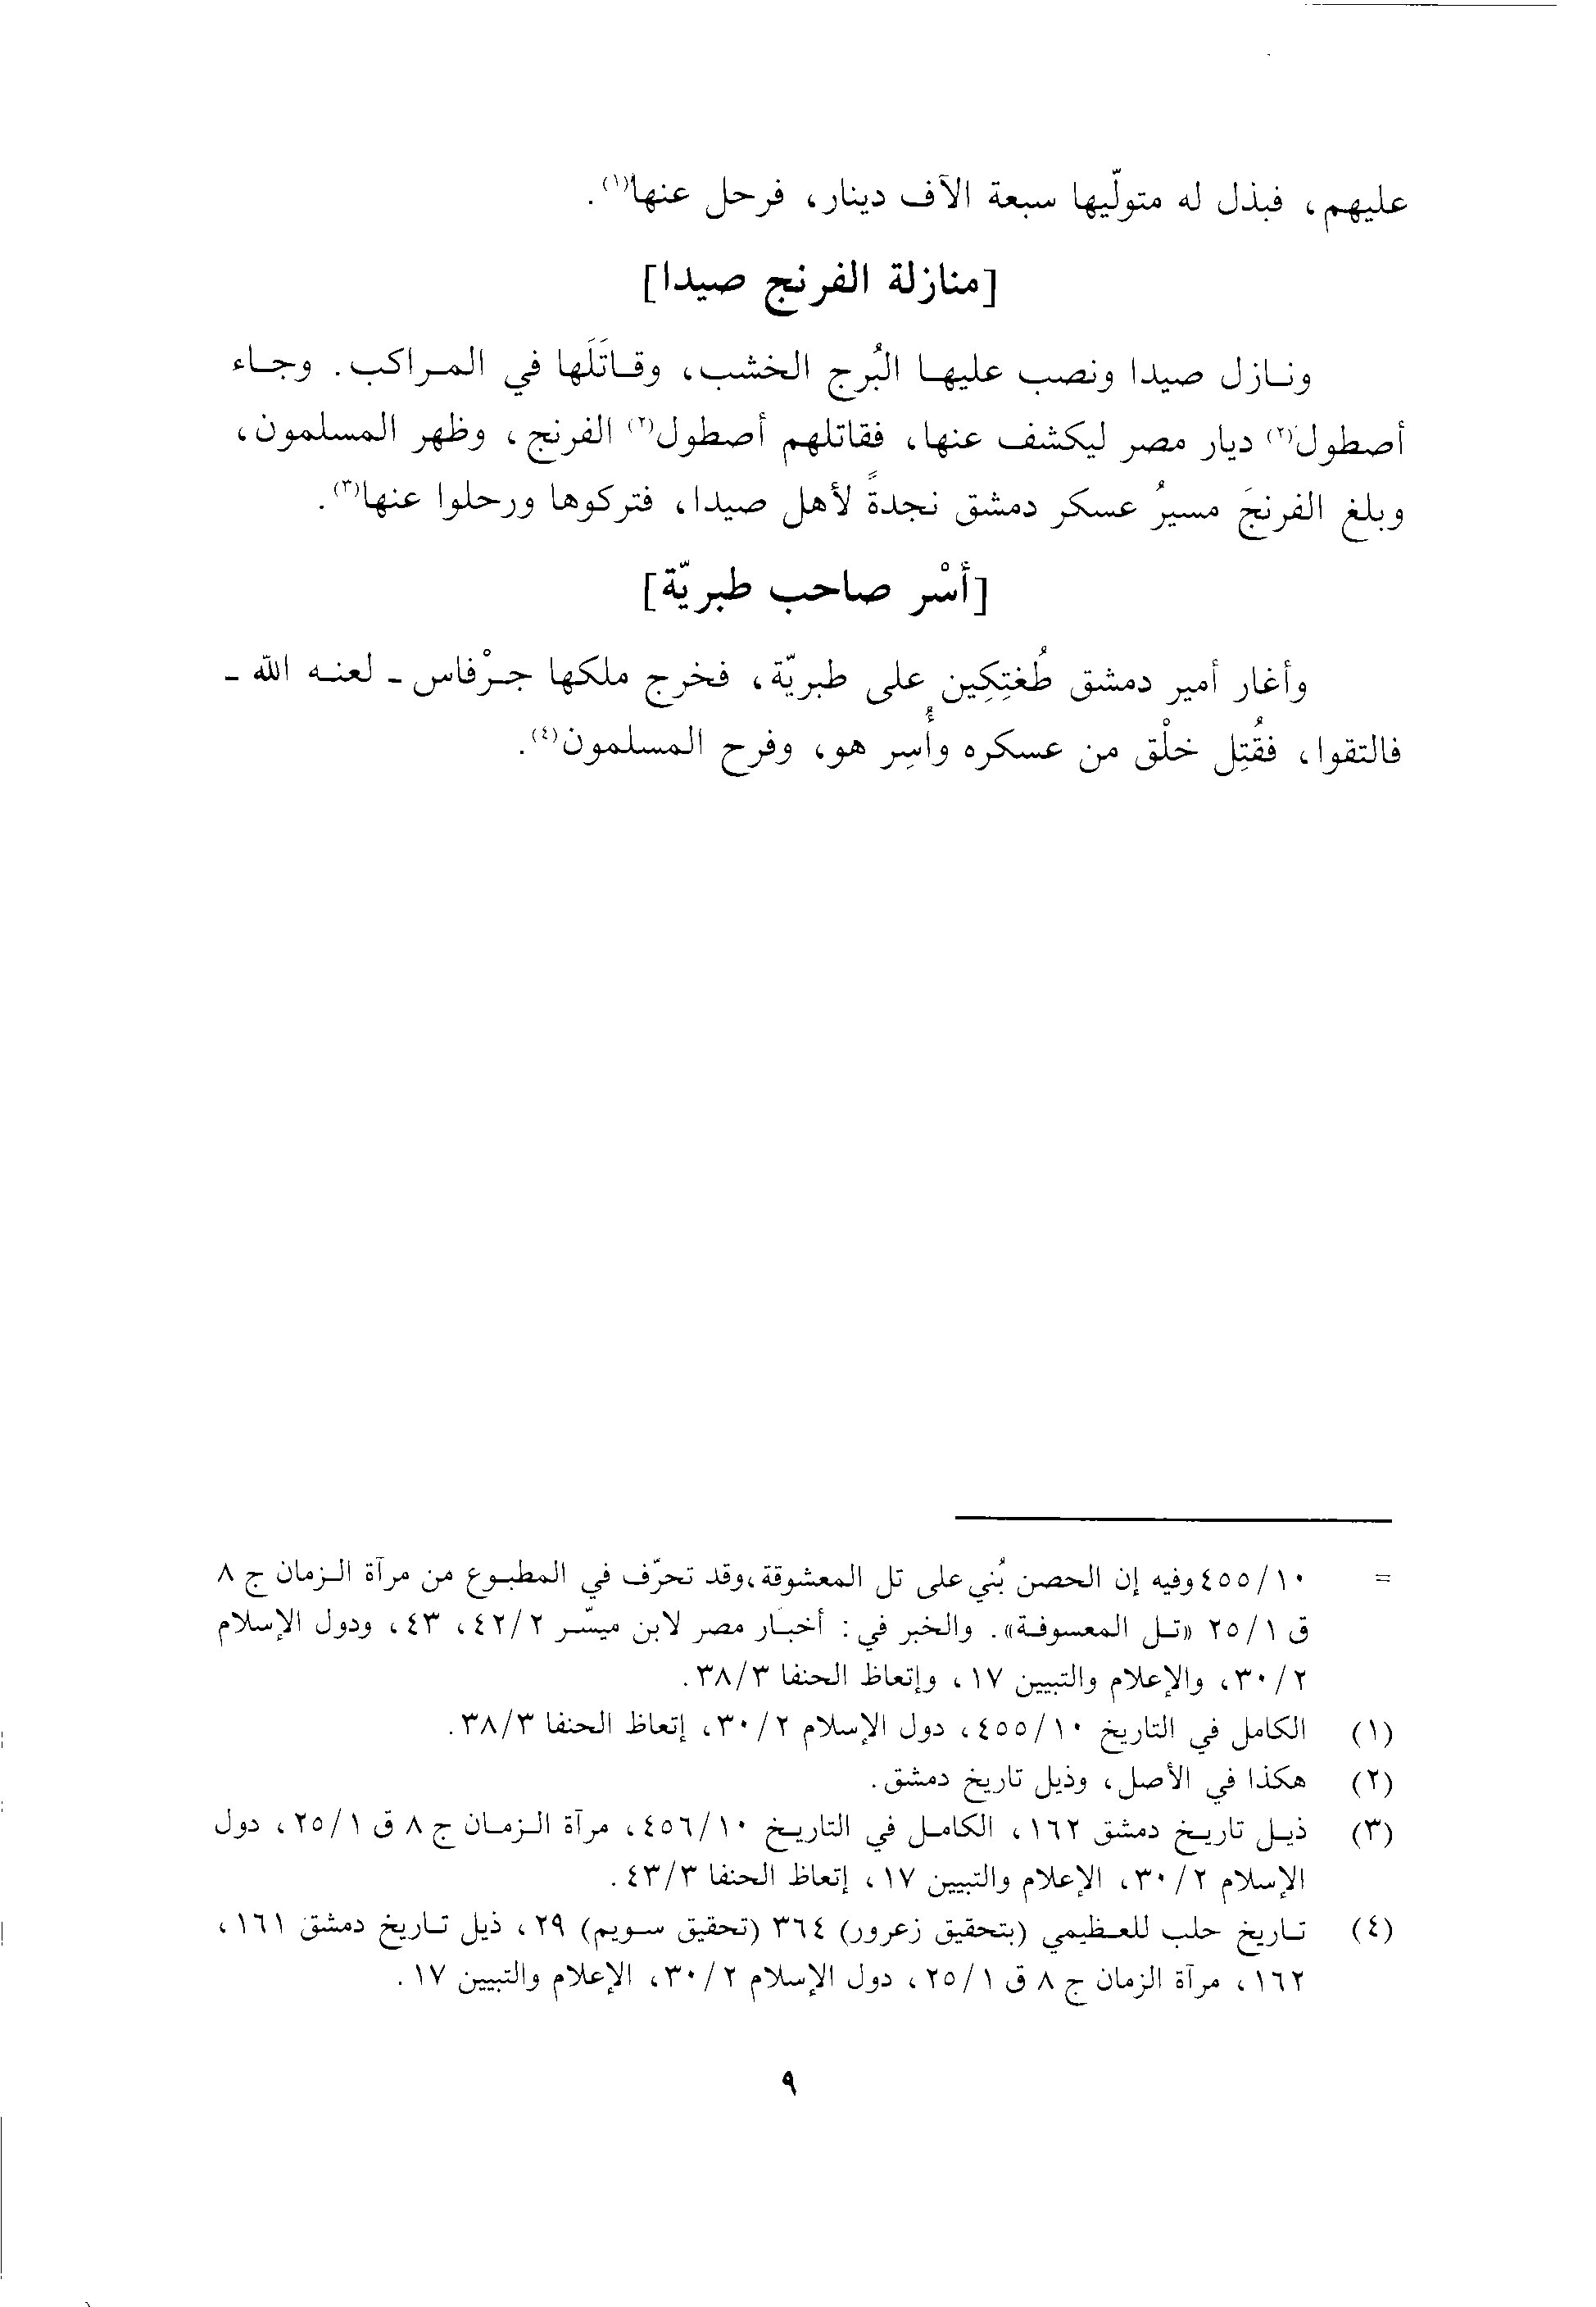 عليهم، فبذل له متولّيها سبعة الآف دينار، فرحل عنها(١).
[منازلة الفرنج صيدا]
ونازل صيدا ونصب عليها البُرج الخشب، وقاتَلَها في المراكب. وجاء
أصطول(٢) ديار مصر ليكشف عنها، فقاتلهم أصطول(٢) الفرنج، وظهر المسلمون،
وبلغ الفرنجَ مسيرُ عسكر دمشق نجدةً لأهل صيدا، فتركوها ورحلوا عنها(٣).
[أسْر صاحب طبريّة]
وأغار أمير دمشق طُغتِكِين على طبريّة، فخرج ملكها جرْفاس - لعنه الله -
فالتقوا، فقُتِل خلْق من عسكره وأُسِر هو، وفرح المسلمون(٤).
= ٤٥٥/١٠ وفيه إن الحصن بُني على تل المعشوقة، وقد تحرّف في المطبوع من مرآة الزمان ج ٨
ق ٢٥/١ «تل المعسوفة». والخبر في: أخبار مصر لابن ميسّر ٤٢/٢، ٤٣، ودول الإسلام
٣٠/٢، والإعلام والتبيين ١٧، وإتعاظ الحنفا ٣٨/٣.
(١) الكامل في التاريخ ٤٥٥/١٠، دول الإسلام ٣٠/٢، إتعاظ الحنفا ٣٨/٣.
(٢) هكذا في الأصل، وذيل تاريخ دمشق.
(٣) ذيل تاريخ دمشق ١٦٢، الكامل في التاريخ ٤٥٦/١٠، مرآة الزمان ج ٨ ق ٢٥/١، دول
الإسلام ٣٠/٢، الإعلام والتبيين ١٧، إتعاظ الحنفا ٤٣/٣.
(٤) تاريخ حلب للعظيمي (بتحقيق زعرور) ٣٦٤ (تحقيق سويم) ٢٩، ذيل تاريخ دمشق ١٦١،
١٦٢، مرآة الزمان ج ٨ ق ٢٥/١، دول الإسلام ٣٠/٢، الإعلام والتبيين ١٧.
٩